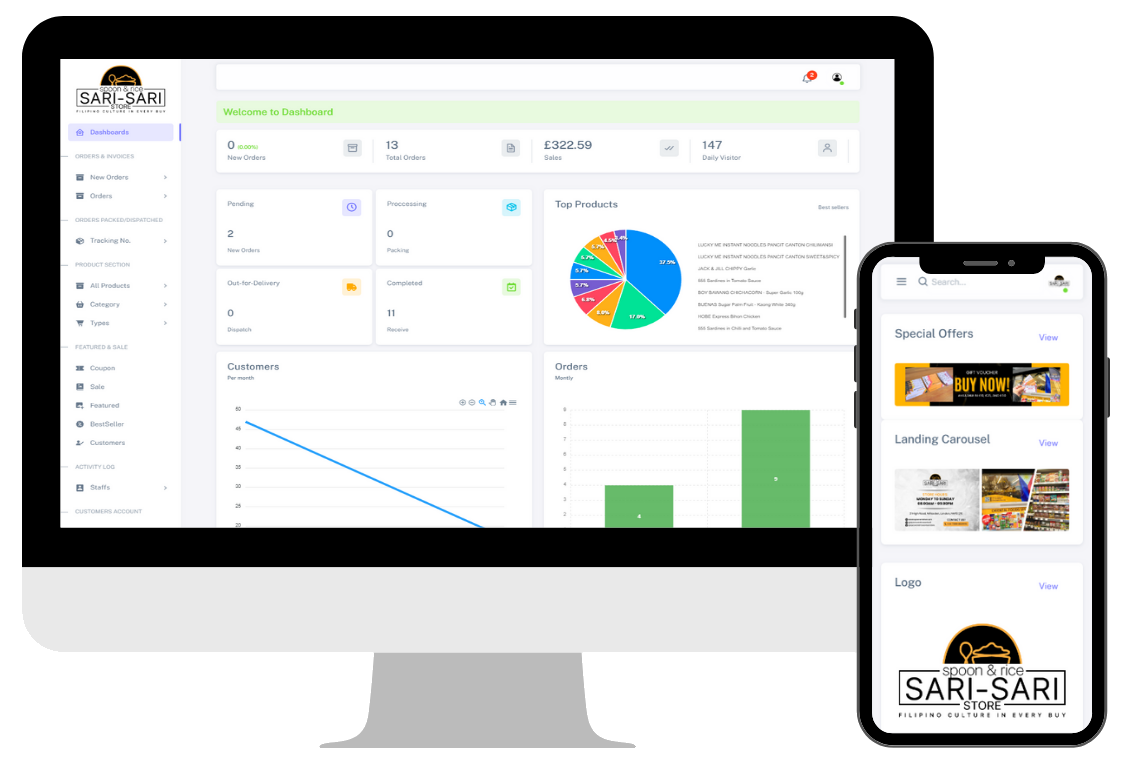 spoon & rice
SARI-SARI
STORE
FILIPINO CULTURE IN EVERY BUY
Dashboards
ORDERS & INVOICES
New Orders
Orders
ORDERS PACKED/DISPATCHED
Tracking No.
PRODUCT SECTION
All Products
Category
Types
FEATURED & SALE
Coupon
Sale
Featured
BestSeller
Customers
ACTIVITY LOG
Staffs
CUSTOMERS ACCOUNT
2
Welcome to Dashboard
0 (0.00%)
New Orders
13
Total Orders
£322.59
Sales
147
Daily Visitor
Pending
2
New Orders
Proccessing
0
Packing
Out-for-Delivery
0
Dispatch
Completed
11
Receive
Top Products
Best sellers
37.5%
17.0%
8.0%
6.8%
5.7%
5.7%
5.7%
5.7%
4.5%
3.4%
LUCKY ME INSTANT NOODLES PANCIT CANTON CHILIMANSI
LUCKY ME INSTANT NOODLES PANCIT CANTON SWEET&SPICY
JACK & JILL CHIPPY Garlic
555 Sardines in Tomato Sauce
BOY BAWANG CHICHACORN - Super Garlic 100g
BUENAS Sugar Palm Fruit - Kaong White 340g
HOBE Express Bihon Chicken
555 Sardines in Chili and Tomato Sauce
Customers
Per month
50
45
40
35
30
25
20
Orders
Montly
8
7
6
5
5
4
3
2
4
9
Search...
Special Offers
View
GIFT VOUCHER
BUY NOW!
Landing Carousel
View
SARI-SARI
MONDAY TO SUNDAY
Logo
View
spoon & rice
SARI-SARI
STORE
FILIPINO CULTURE IN EVERY BUY